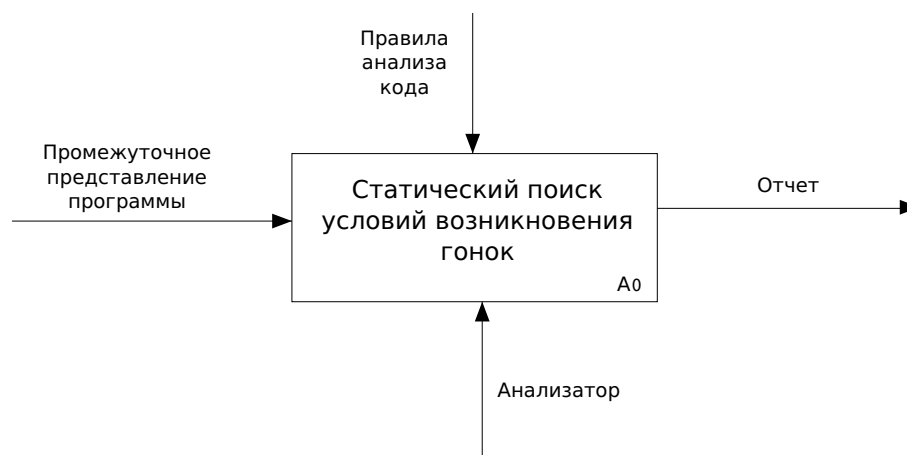 Правила
анализа
кода
Промежуточное
представление
программы
Статический поиск
условий возникновения
гонок
A0
Отчет
Анализатор